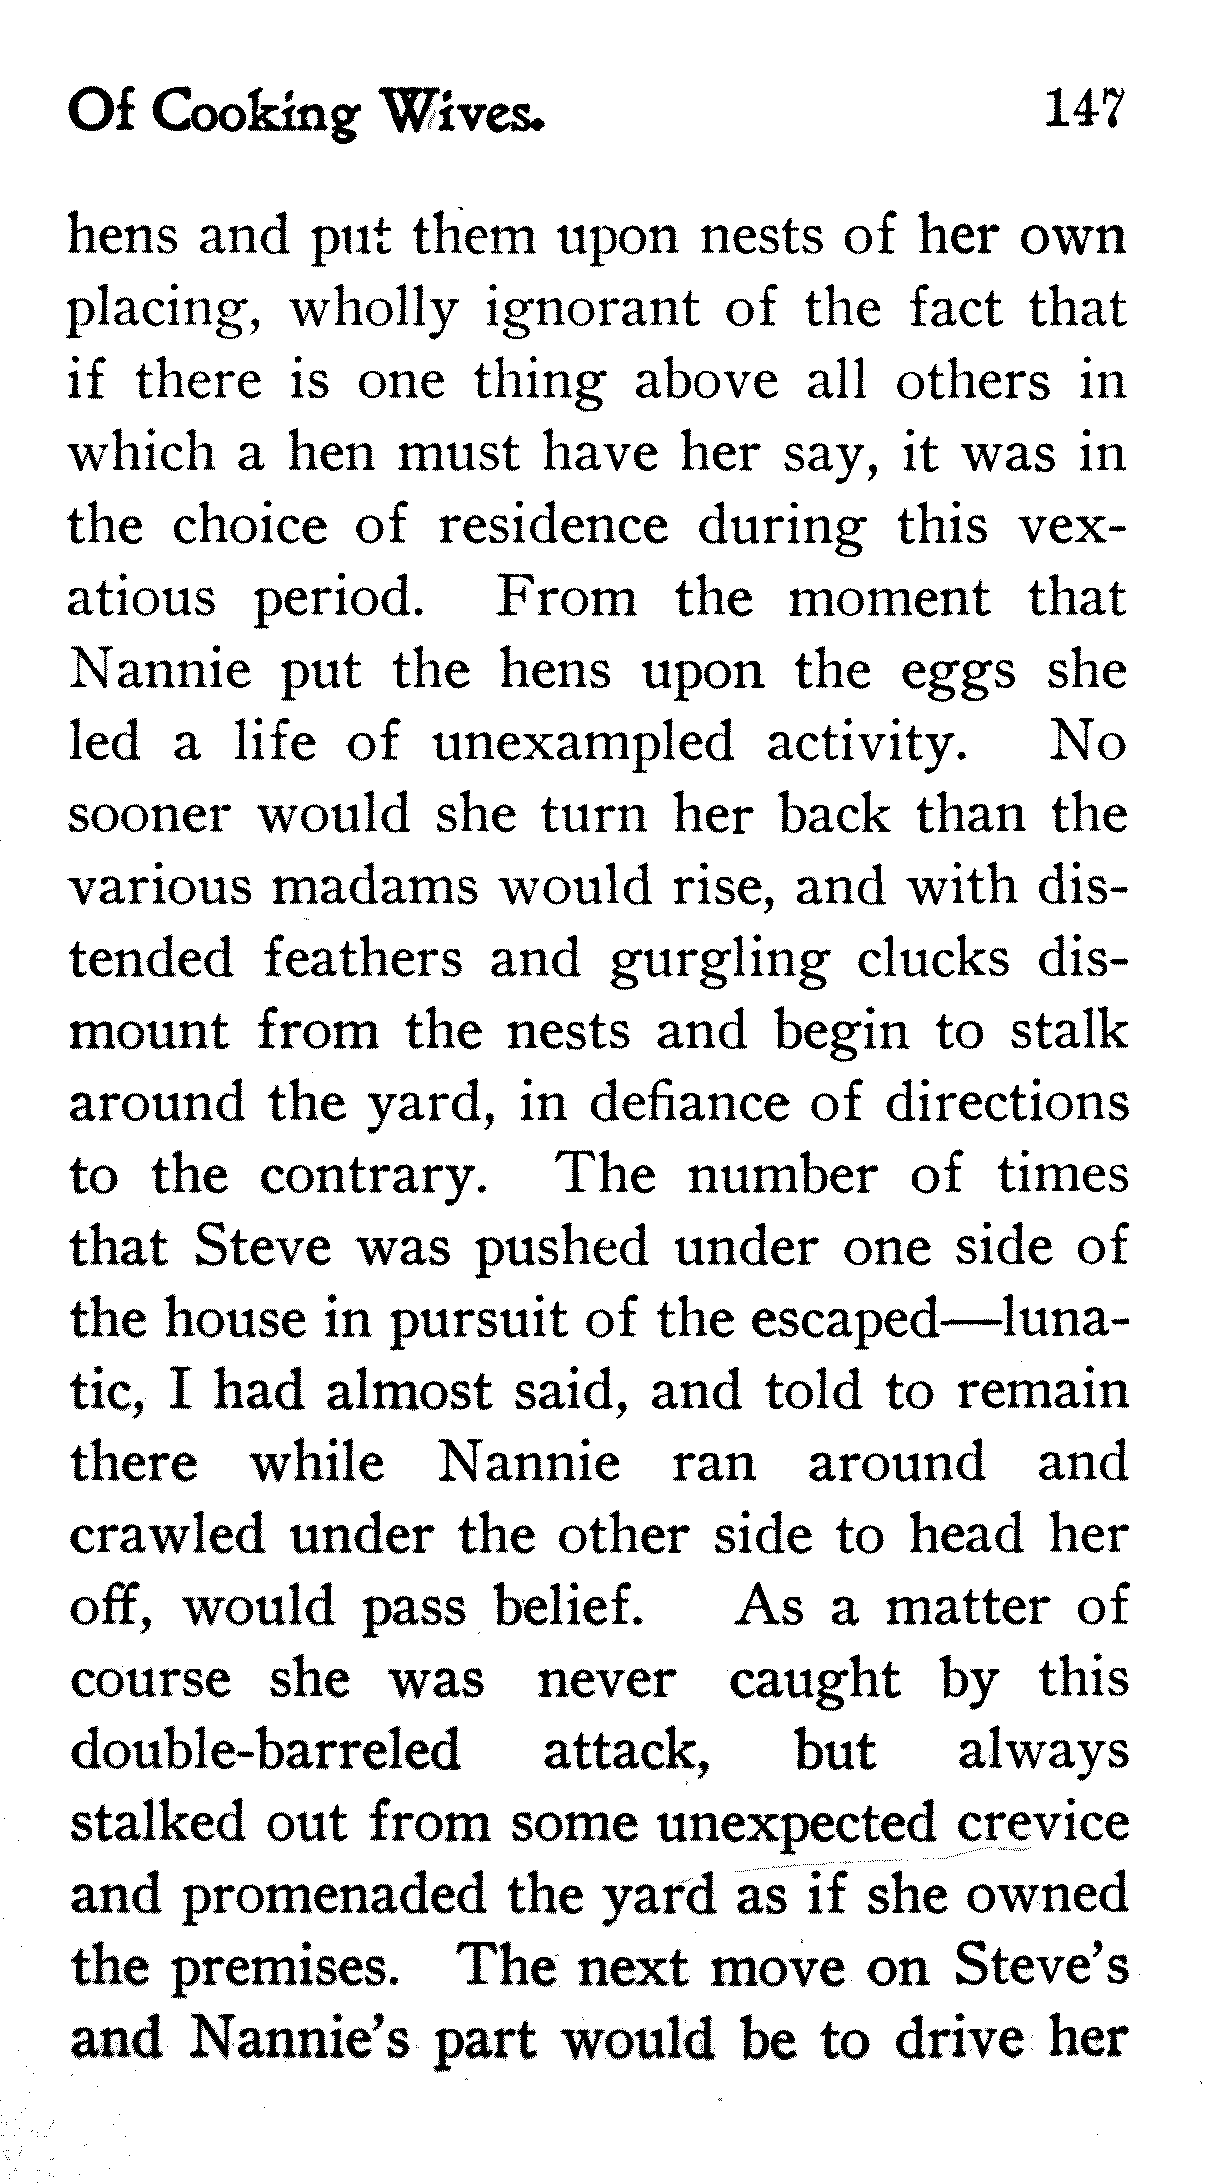 Of Cooking Wives. 147
hens and put them upon nests of her own
placing, wholly ignorant of the fact that
if there is one thing above all others in
which a hen must have her say, it was in
the choice of residence during this vex-
atious period. From the moment that
Nannie put the hens upon the eggs she
led a life of unexampled activity. No
sooner would she turn her back than the
various madams would rise, and with dis-
tended feathers and gurgling clucks dis-
mount from the nests and begin to stalk
around the yard, in defiance of directions
to the contrary. The number of times
that Steve was pushed under one side of
the house in pursuit of the escaped—luna-
tic, I had almost said, and told to remain
there while Nannie ran around and
crawled under the other side to head her
off, would pass belief. As a matter of
course she was never caught by this
double-barreled attack, but always
stalked out from some unexpected crevice
and promenaded the yard as if she owned
the premises. The next move on Steve's
and Nannie's part would be to drive her